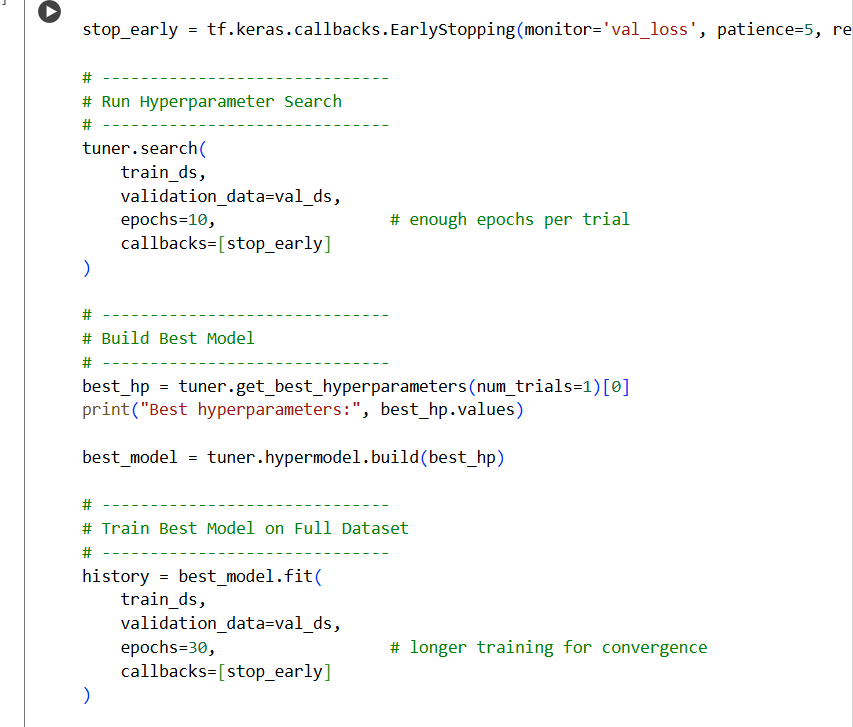 stop_early = tf.keras.callbacks.EarlyStopping(monitor='val_loss', patience=5, re
# ------------------------------
# Run Hyperparameter Search
# ------------------------------
tuner.search(
    train_ds,
    validation_data=val_ds,
    epochs=10,                  # enough epochs per trial
    callbacks=[stop_early]
)
# ------------------------------
# Build Best Model
# ------------------------------
best_hp = tuner.get_best_hyperparameters(num_trials=1)[0]
print("Best hyperparameters:", best_hp.values)
best_model = tuner.hypermodel.build(best_hp)
# ------------------------------
# Train Best Model on Full Dataset
# ------------------------------
history = best_model.fit(
    train_ds,
    validation_data=val_ds,
    epochs=30,                  # longer training for convergence
    callbacks=[stop_early]
)